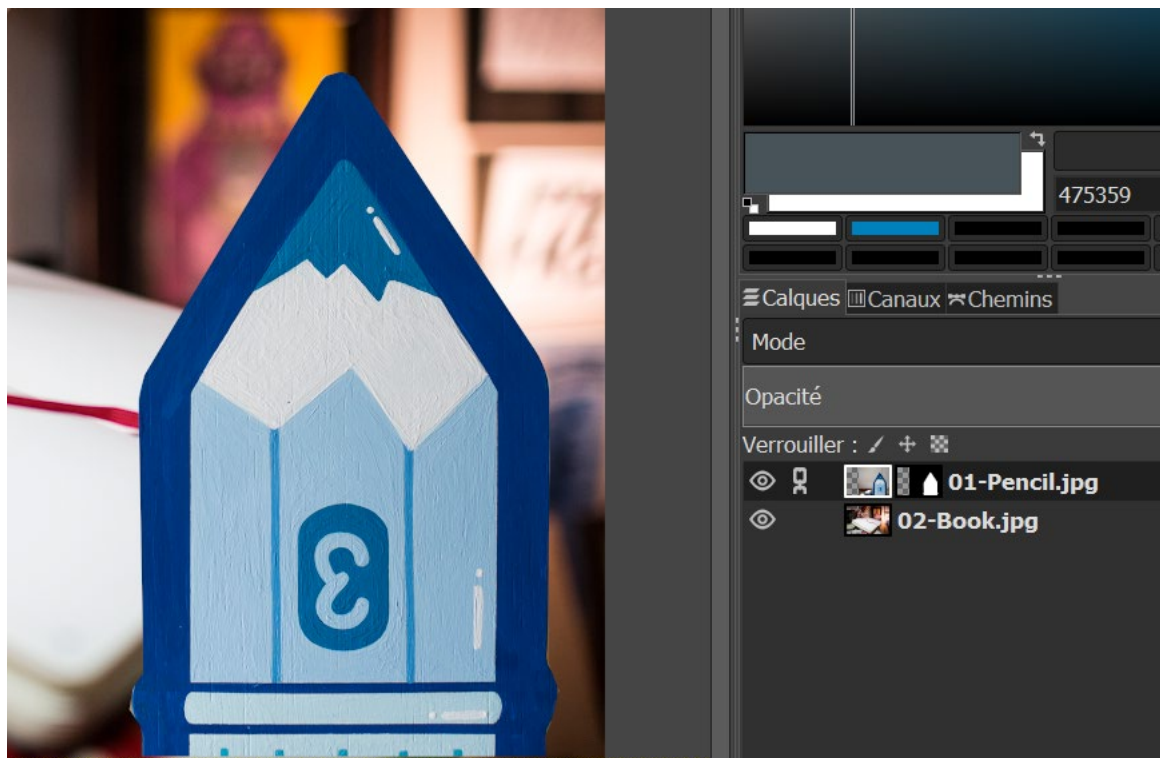 475359
Calques Canaux Chemins
Mode
Opacité
Verrouiller :
01-Pencil.jpg
02-Book.jpg